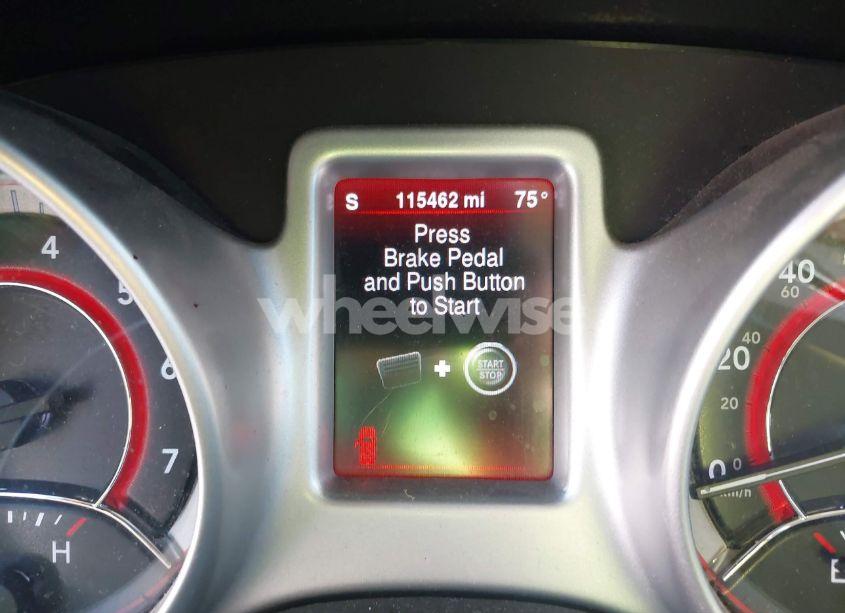 S 115462 mi 75°
Press
Brake Pedal
and Push Button
to Start
START
STOP
wheelwise
4
5
6
7
H
40
60
20
40
20
0
0
km/h
E